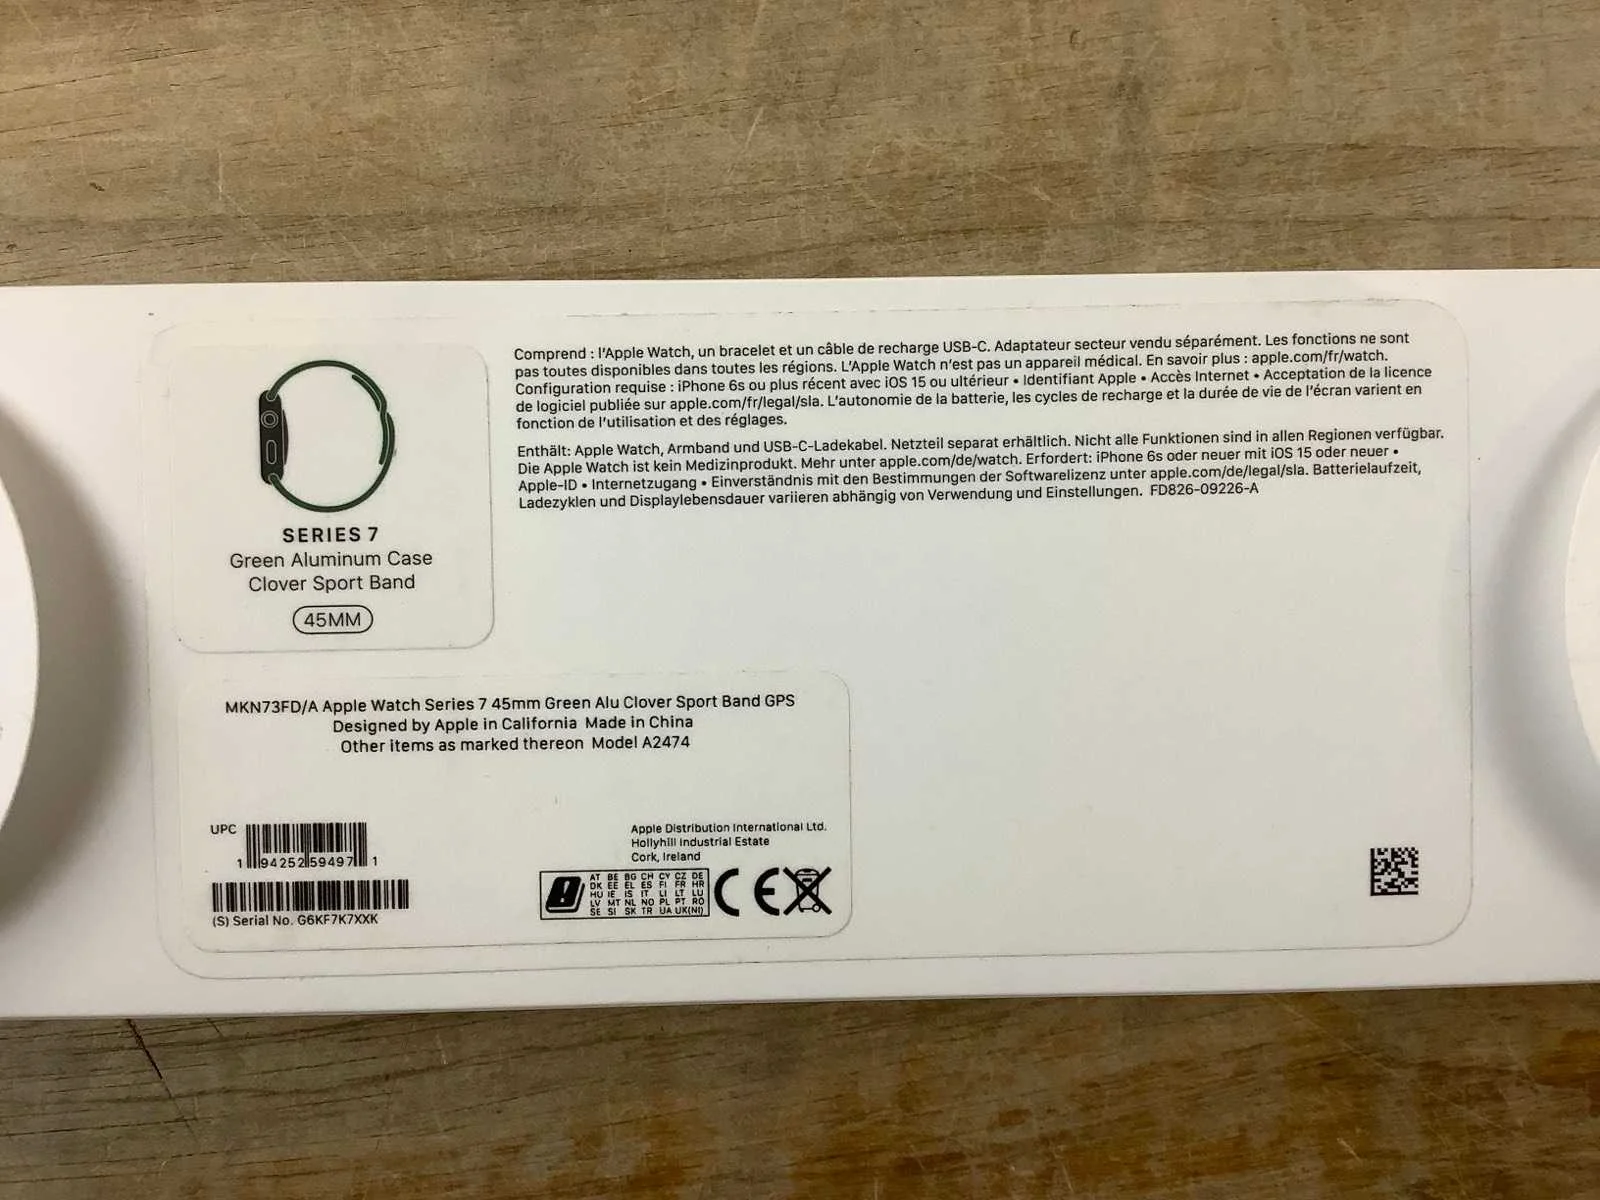 SERIES 7
Green Aluminum Case
Clover Sport Band
45MM
Comprend : l'Apple Watch, un bracelet et un câble de recharge USB-C. Adaptateur secteur vendu séparément. Les fonctions ne sont
pas toutes disponibles dans toutes les régions. L'Apple Watch n'est pas un appareil médical. En savoir plus : apple.com/fr/watch.
Configuration requise : iPhone 6s ou plus récent avec iOS 15 ou ultérieur • Identifiant Apple • Accès Internet • Acceptation de la licence
de logiciel publiée sur apple.com/fr/legal/sla. L'autonomie de la batterie, les cycles de recharge et la durée de vie de l'écran varient en
fonction de l'utilisation et des réglages.
Enthält: Apple Watch, Armband und USB-C-Ladekabel. Netzteil separat erhältlich. Nicht alle Funktionen sind in allen Regionen verfügbar.
Die Apple Watch ist kein Medizinprodukt. Mehr unter apple.com/de/watch. Erfordert: iPhone 6s oder neuer mit iOS 15 oder neuer •
Apple-ID • Internetzugang • Einverständnis mit den Bestimmungen der Softwarelizenz unter apple.com/de/legal/sla. Batterielaufzeit,
Ladezyklen und Displaylebensdauer variieren abhängig von Verwendung und Einstellungen. FD826-09226-A
MKN73FD/A Apple Watch Series 7 45mm Green Alu Clover Sport Band GPS
Designed by Apple in California Made in China
Other items as marked thereon Model A2474
UPC
1 94252 59497 1
(S) Serial No. G6KF7K7XXK
Apple Distribution International Ltd.
Hollyhill Industrial Estate
Cork, Ireland
AT BE BG CH CY CZ DE
DK EE EL ES FI FR HR
HU IE IS IT LI LT LU
LV MT NL NO PL PT RO
SE SI SK TR UA UK(NI)
CE